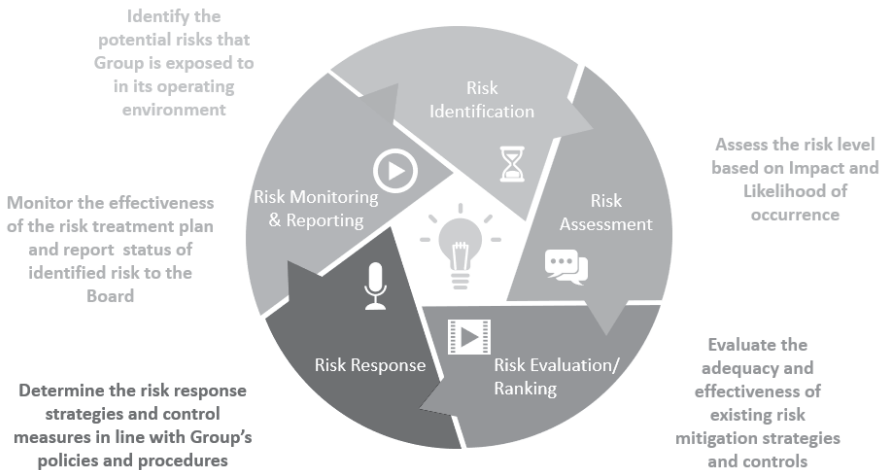 Identify the
potential risks that
Group is exposed to
in its operating
environment
Risk
Identification
Assess the risk level
based on Impact and
Likelihood of
occurrence
Risk
Assessment
Risk Monitoring
& Reporting
Monitor the effectiveness
of the risk treatment plan
and report status of
identified risk to the
Board
Risk Evaluation/
Ranking
Evaluate the
adequacy and
effectiveness of
existing risk
mitigation strategies
and controls
Risk Response
Determine the risk response
strategies and control
measures in line with Group’s
policies and procedures